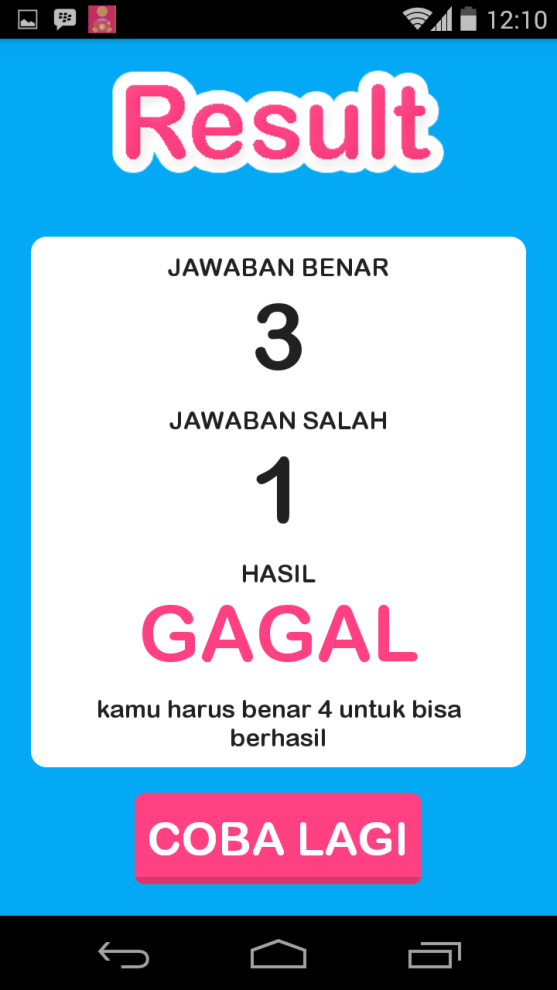 12:10
Result
JAWABAN BENAR
3
JAWABAN SALAH
1
HASIL
GAGAL
kamu harus benar 4 untuk bisa
berhasil
COBA LAGI